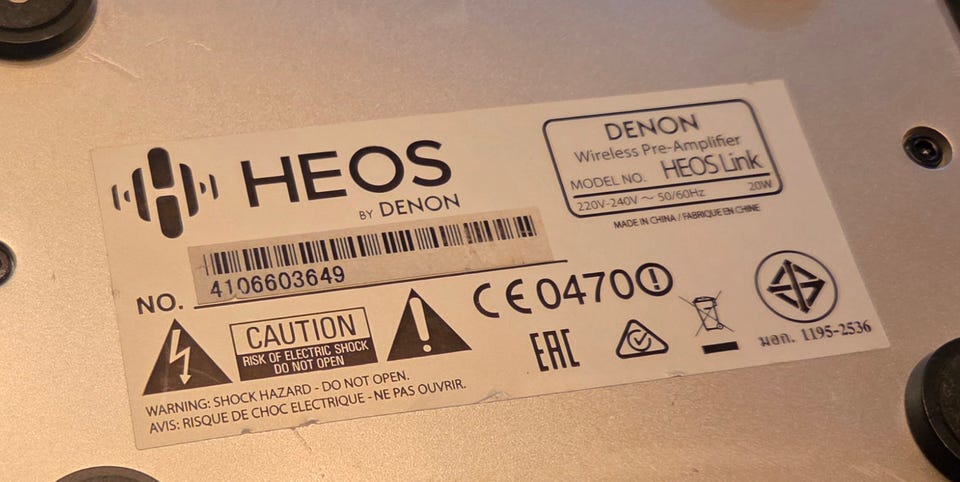 HEOS
BY DENON
4106603649
NO.
CAUTION
RISK OF ELECTRIC SHOCK
DO NOT OPEN
WARNING: SHOCK HAZARD - DO NOT OPEN.
AVIS: RISQUE DE CHOC ELECTRIQUE - NE PAS OUVRIR.
DENON
Wireless Pre-Amplifier
MODEL NO. HEOS Link
220V-240V ~ 50/60Hz 20W
MADE IN CHINA / FABRIQUE EN CHINE
CE0470
EAC
มอก. 1195-2536